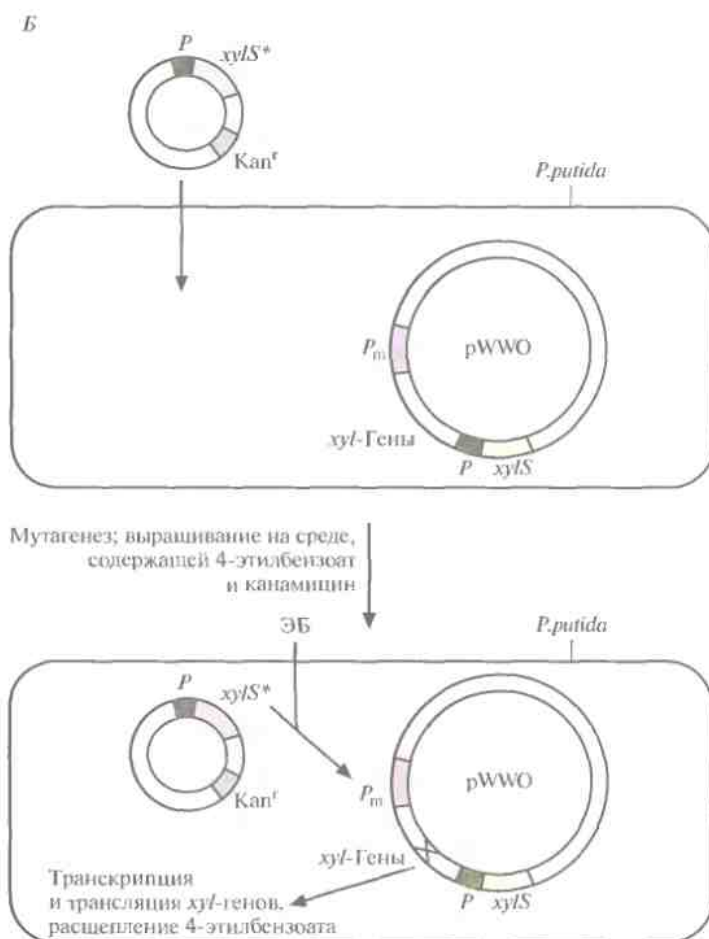 Б
P
xylS*
Kanʳ
P.putida
Pm
pWWO
xyl-Гены
P
xylS
Мутагенез; выращивание на среде,
содержащей 4-этилбензоат
и канамицин
ЭБ
P.putida
P
xylS*
Kanʳ
Pm
pWWO
xyl-Гены
P
xylS
Транскрипция
и трансляция xyl-генов,
расщепление 4-этилбензоата